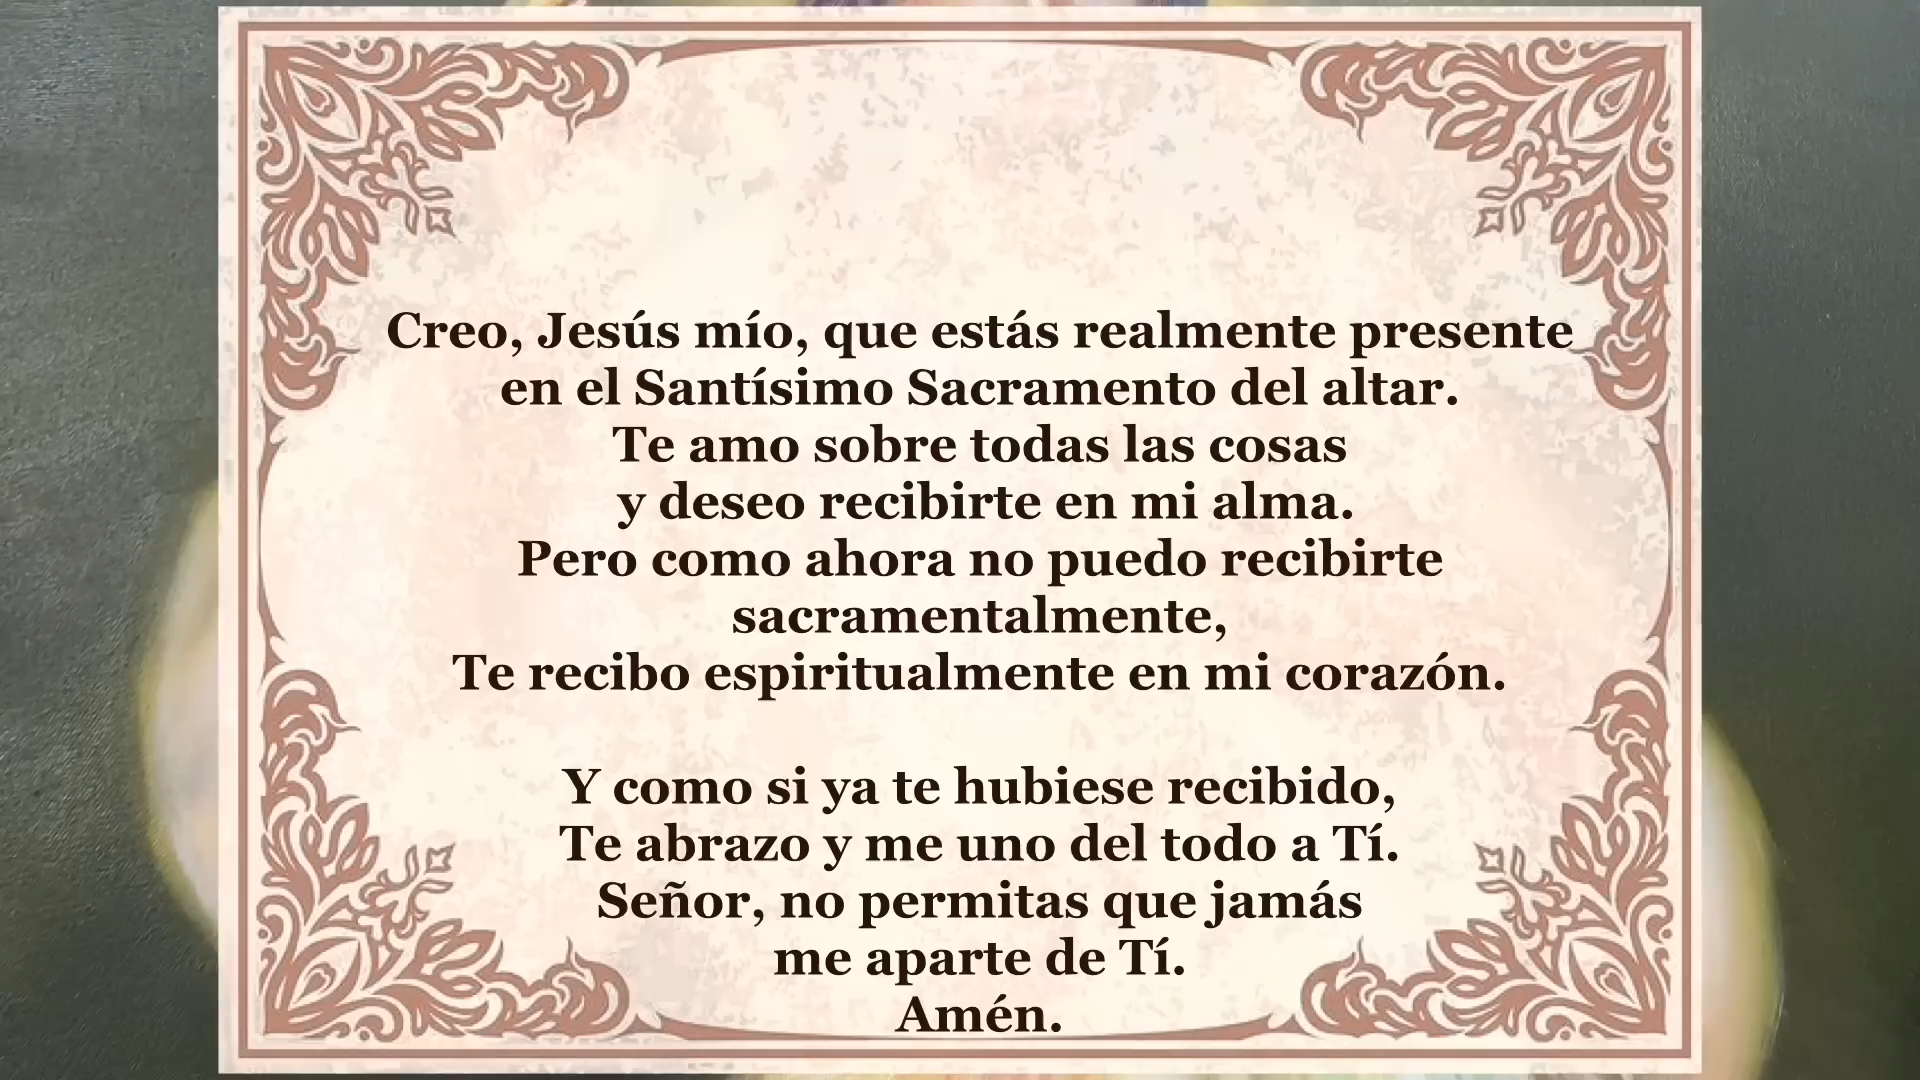 Creo, Jesús mío, que estás realmente presente
en el Santísimo Sacramento del altar.
Te amo sobre todas las cosas
y deseo recibirte en mi alma.
Pero como ahora no puedo recibirte
sacramentalmente,
Te recibo espiritualmente en mi corazón.
Y como si ya te hubiese recibido,
Te abrazo y me uno del todo a Tí.
Señor, no permitas que jamás
me aparte de Tí.
Amén.